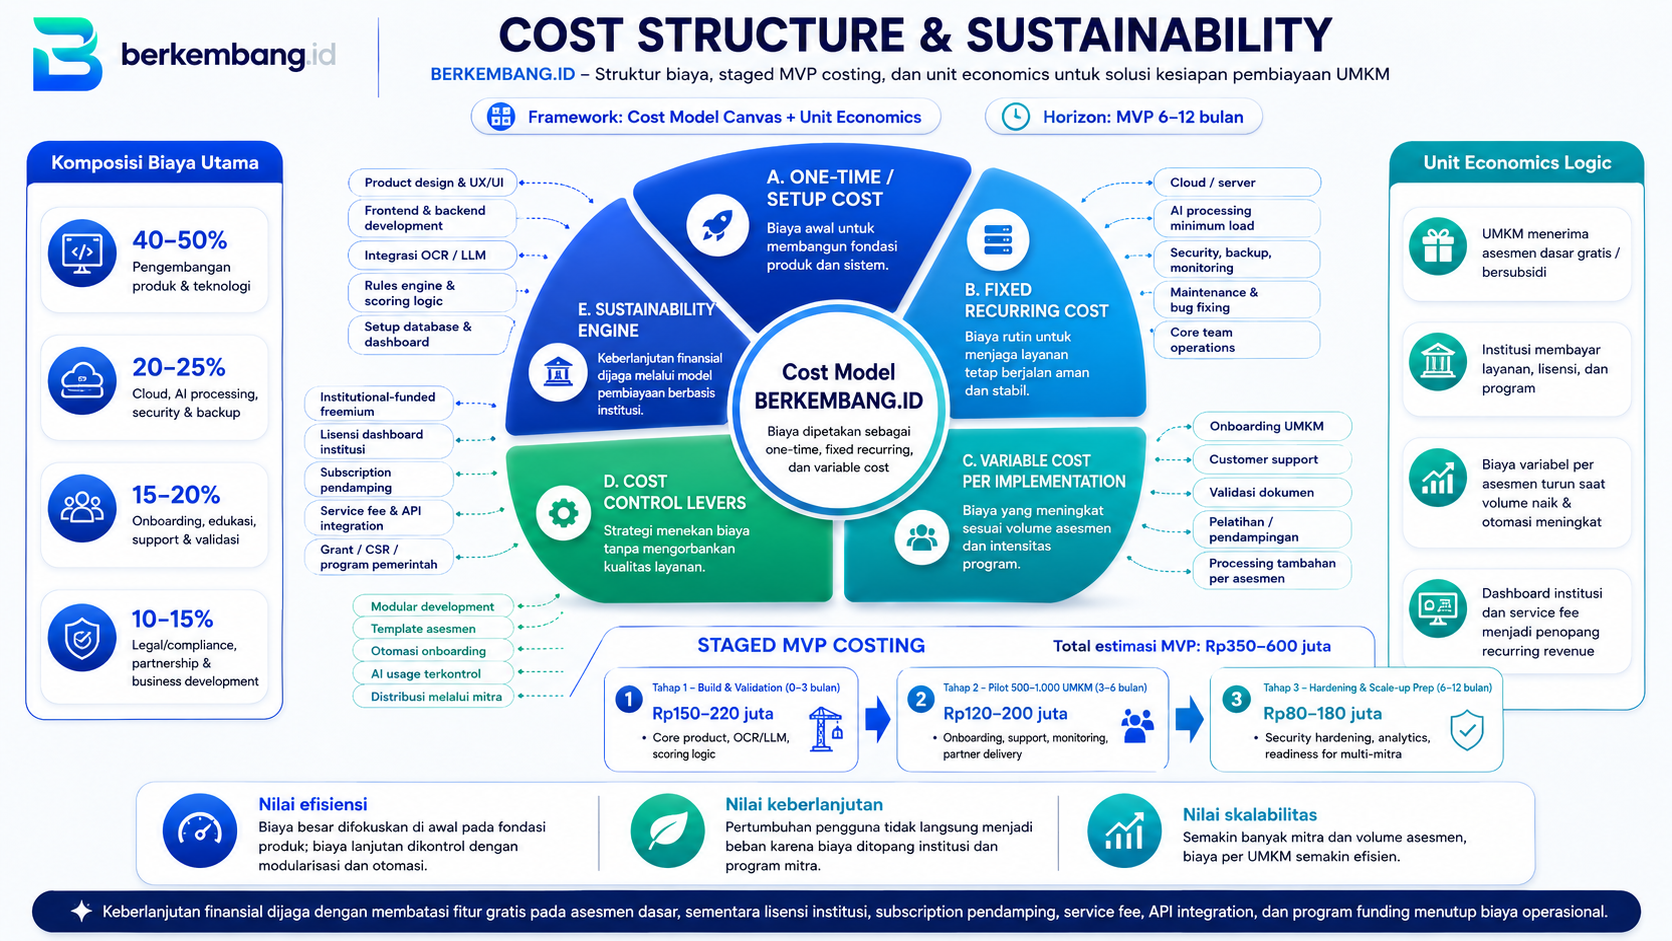 berkembang.id
COST STRUCTURE & SUSTAINABILITY
BERKEMBANG.ID – Struktur biaya, staged MVP costing, dan unit economics untuk solusi kesiapan pembiayaan UMKM
Framework: Cost Model Canvas + Unit Economics
Horizon: MVP 6–12 bulan
Komposisi Biaya Utama
40–50%
Pengembangan
produk & teknologi
20–25%
Cloud, AI processing,
security & backup
15–20%
Onboarding, edukasi,
support & validasi
10–15%
Legal/compliance,
partnership &
business development
Product design & UX/UI
Frontend & backend
development
Integrasi OCR / LLM
Rules engine &
scoring logic
Setup database &
dashboard
Institutional-funded
freemium
Lisensi dashboard
institusi
Subscription
pendamping
Service fee & API
integration
Grant / CSR /
program pemerintah
Modular development
Template asesmen
Otomasi onboarding
AI usage terkontrol
Distribusi melalui mitra
A. ONE-TIME /
SETUP COST
Biaya awal untuk
membangun fondasi
produk dan sistem.
B. FIXED
RECURRING COST
Biaya rutin untuk
menjaga layanan
tetap berjalan aman
dan stabil.
C. VARIABLE COST
PER IMPLEMENTATION
Biaya yang meningkat
sesuai volume asesmen
dan intensitas
program.
D. COST
CONTROL LEVERS
Strategi menekan biaya
tanpa mengorbankan
kualitas layanan.
E. SUSTAINABILITY
ENGINE
Keberlanjutan finansial
dijaga melalui model
pembiayaan berbasis
institusi.
Cost Model
BERKEMBANG.ID
Biaya dipetakan sebagai
one-time, fixed recurring,
dan variable cost
Cloud / server
AI processing
minimum load
Security, backup,
monitoring
Maintenance &
bug fixing
Core team
operations
Onboarding UMKM
Customer support
Validasi dokumen
Pelatihan /
pendampingan
Processing tambahan
per asesmen
Unit Economics Logic
UMKM menerima
asesmen dasar gratis /
bersubsidi
Institusi membayar
layanan, lisensi, dan
program
Biaya variabel per
asesmen turun saat
volume naik &
otomasi meningkat
Dashboard institusi
dan service fee
menjadi penopang
recurring revenue
STAGED MVP COSTING
Total estimasi MVP: Rp350–600 juta
1
Tahap 1 – Build & Validation (0–3 bulan)
Rp150–220 juta
• Core product, OCR/LLM,
scoring logic
2
Tahap 2 – Pilot 500–1.000 UMKM (3–6 bulan)
Rp120–200 juta
• Onboarding, support, monitoring,
partner delivery
3
Tahap 3 – Hardening & Scale-up Prep (6–12 bulan)
Rp80–180 juta
• Security hardening, analytics,
readiness for multi-mitra
Nilai efisiensi
Biaya besar difokuskan di awal pada fondasi
produk; biaya lanjutan dikontrol dengan
modularisasi dan otomasi.
Nilai keberlanjutan
Pertumbuhan pengguna tidak langsung menjadi
beban karena biaya ditopang institusi dan
program mitra.
Nilai skalabilitas
Semakin banyak mitra dan volume asesmen,
biaya per UMKM semakin efisien.
Keberlanjutan finansial dijaga dengan membatasi fitur gratis pada asesmen dasar, sementara lisensi institusi, subscription pendamping, service fee, API integration, dan program funding menutup biaya operasional.